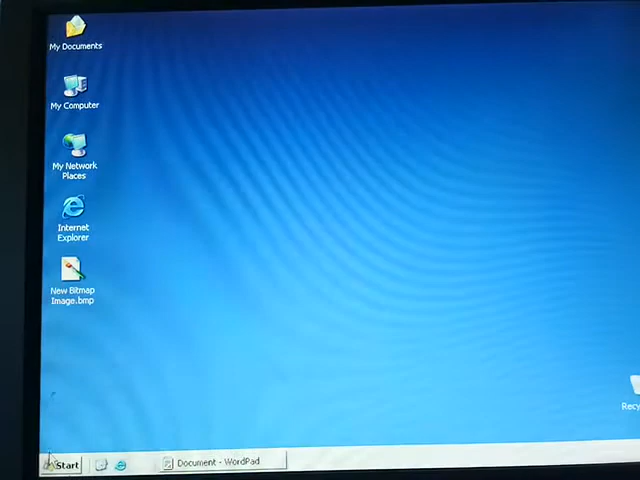 My Documents
My Computer
My Network
Places
Internet
Explorer
New Bitmap
Image.bmp
Recy
Start
Document - WordPad